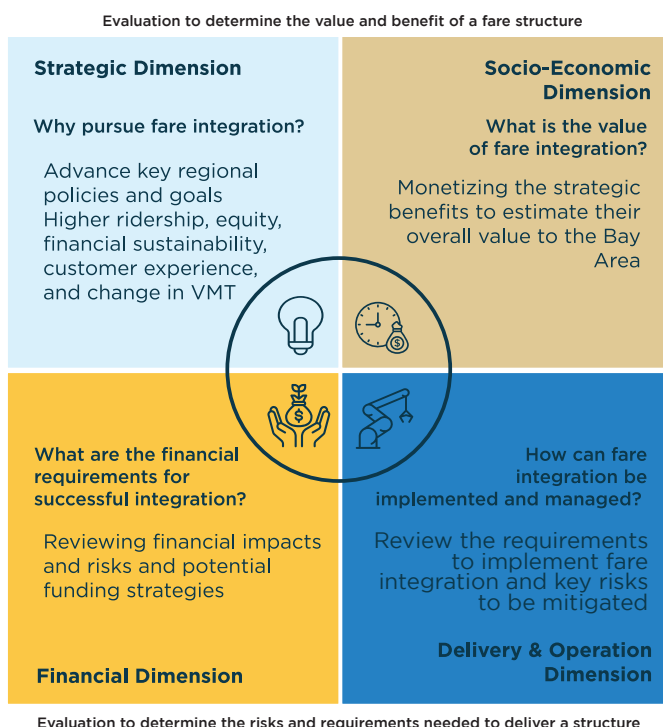 Evaluation to determine the value and benefit of a fare structure
Strategic Dimension
Why pursue fare integration?
Advance key regional
policies and goals
Higher ridership, equity,
financial sustainability,
customer experience,
and change in VMT
Socio-Economic
Dimension
What is the value
of fare integration?
Monetizing the strategic
benefits to estimate their
overall value to the Bay
Area
$
$
What are the financial
requirements for
successful integration?
Reviewing financial impacts
and risks and potential
funding strategies
Financial Dimension
How can fare
integration be
implemented and managed?
Review the requirements
to implement fare
integration and key risks
to be mitigated
Delivery & Operation
Dimension
Evaluation to determine the risks and requirements needed to deliver a structure